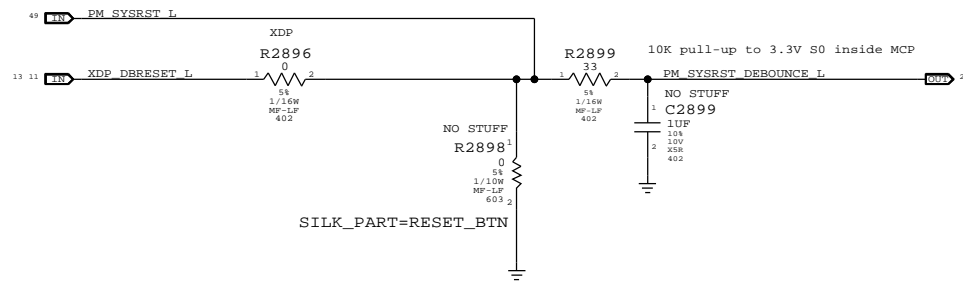 49 IN PM_SYSRST_L
XDP
R2896
R2899
10K pull-up to 3.3V S0 inside MCP
13 11 IN XDP_DBRESET_L
1 0 2
1 33 2
PM_SYSRST_DEBOUNCE_L
OUT
5%
1/16W
MF-LF
402
5%
1/16W
MF-LF
402
NO STUFF
1 C2899
1UF
10%
10V
X5R
2 402
NO STUFF
R2898 1
0
5%
1/10W
MF-LF
603 2
SILK_PART=RESET_BTN